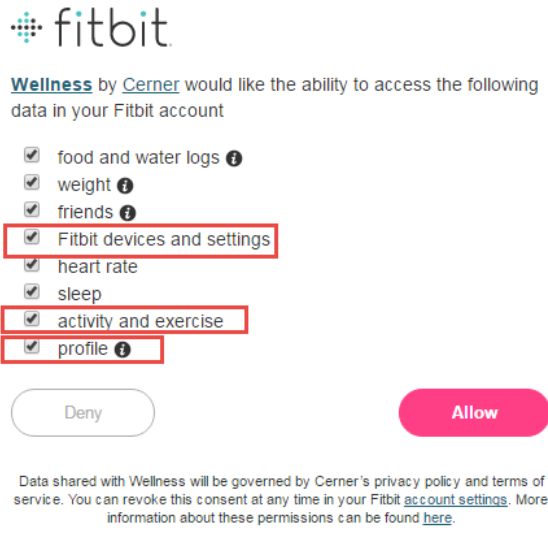 fitbit
Wellness by Cerner would like the ability to access the following
data in your Fitbit account
food and water logs
weight
friends
Fitbit devices and settings
heart rate
sleep
activity and exercise
profile
Deny
Allow
Data shared with Wellness will be governed by Cerner's privacy policy and terms of
service. You can revoke this consent at any time in your Fitbit account settings. More
information about these permissions can be found here.